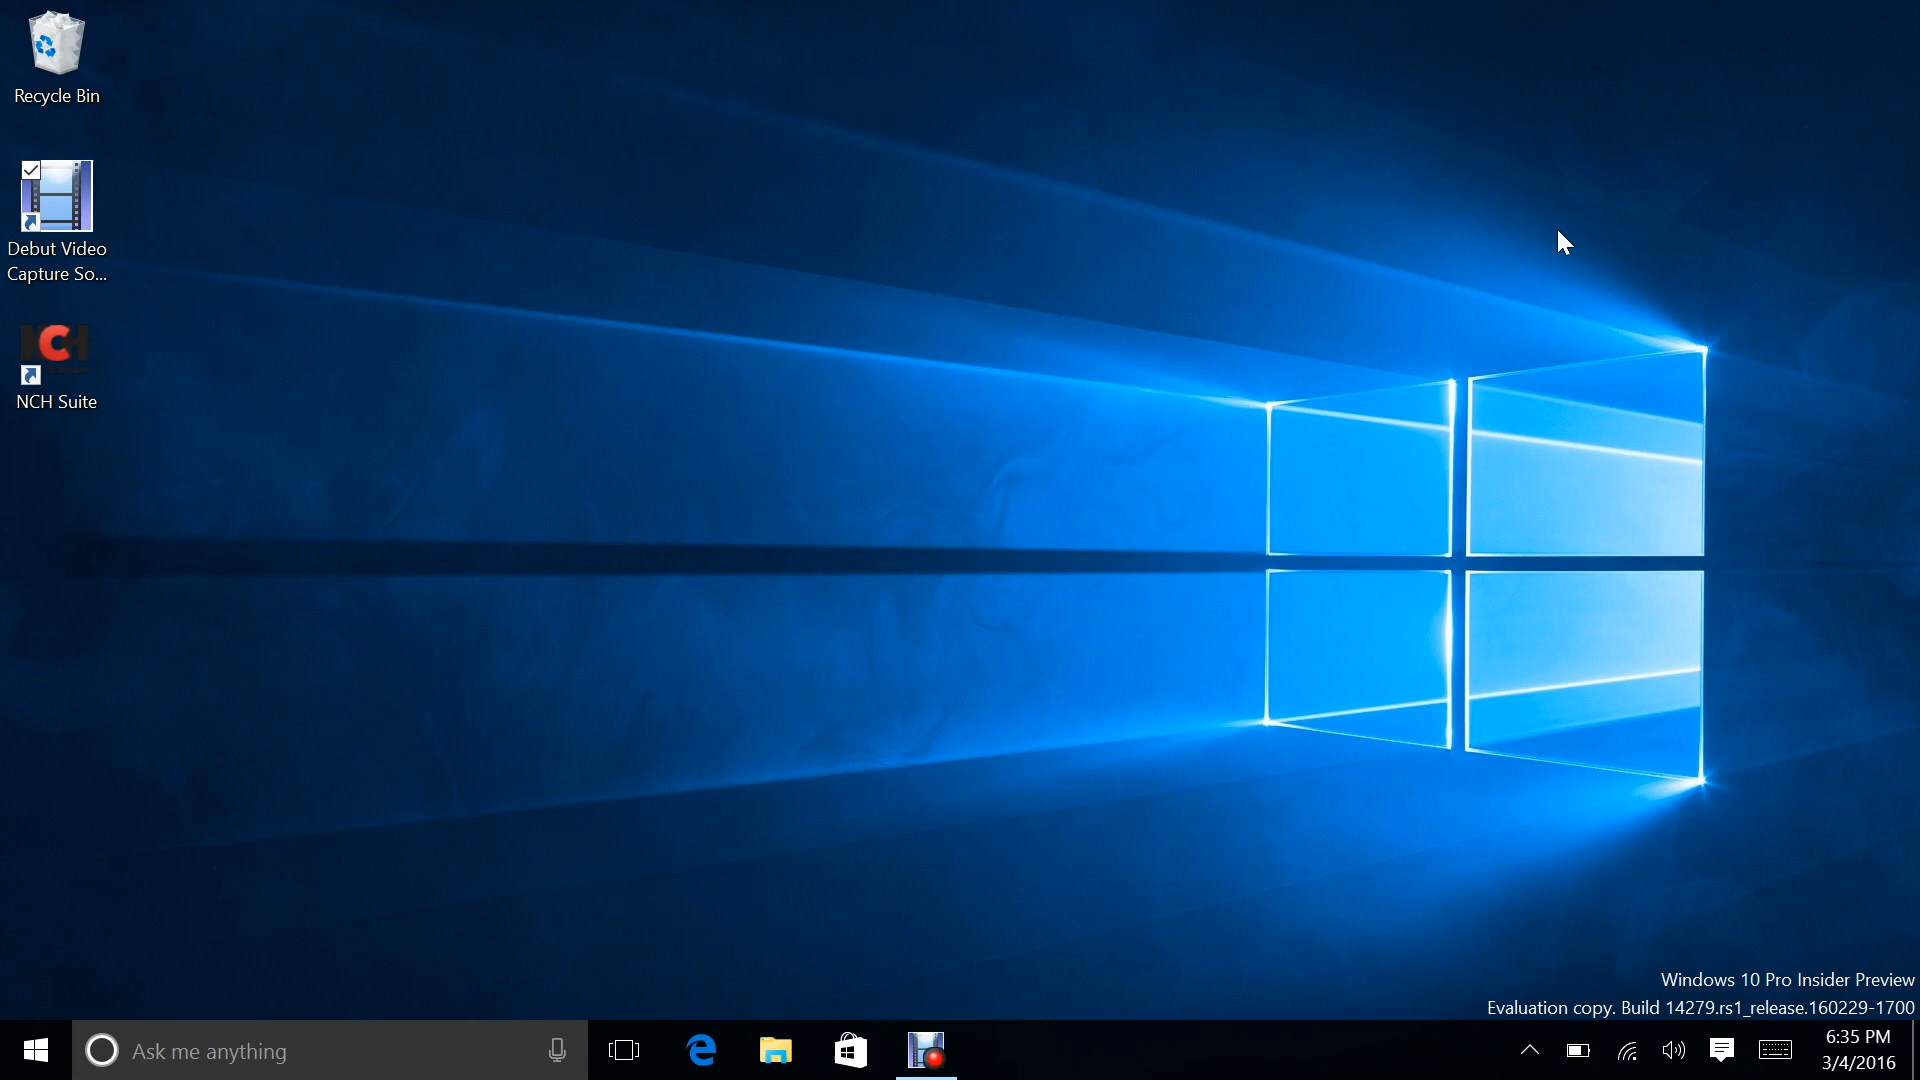 Recycle Bin
Debut Video
Capture So...
NCH
NCH Suite
Windows 10 Pro Insider Preview
Evaluation copy. Build 14279.rs1_release.160229-1700
Ask me anything
6:35 PM
3/4/2016